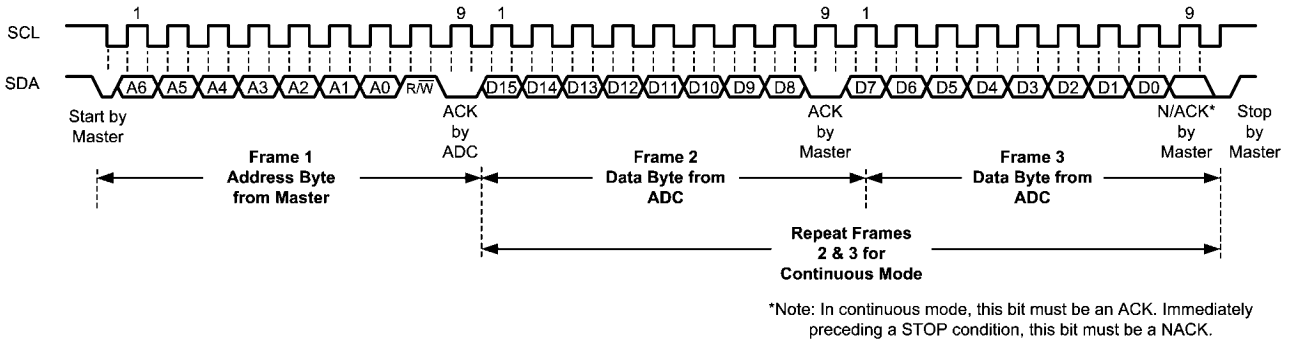 1 9 1 9 1 9
SCL
SDA A6 A5 A4 A3 A2 A1 A0 R/W D15 D14 D13 D12 D11 D10 D9 D8 D7 D6 D5 D4 D3 D2 D1 D0
Start by
Master
ACK
by
ADC
ACK
by
Master
N/ACK*
by
Master
Stop
by
Master
Frame 1
Address Byte
from Master
Frame 2
Data Byte from
ADC
Frame 3
Data Byte from
ADC
Repeat Frames
2 & 3 for
Continuous Mode
*Note: In continuous mode, this bit must be an ACK. Immediately
preceding a STOP condition, this bit must be a NACK.